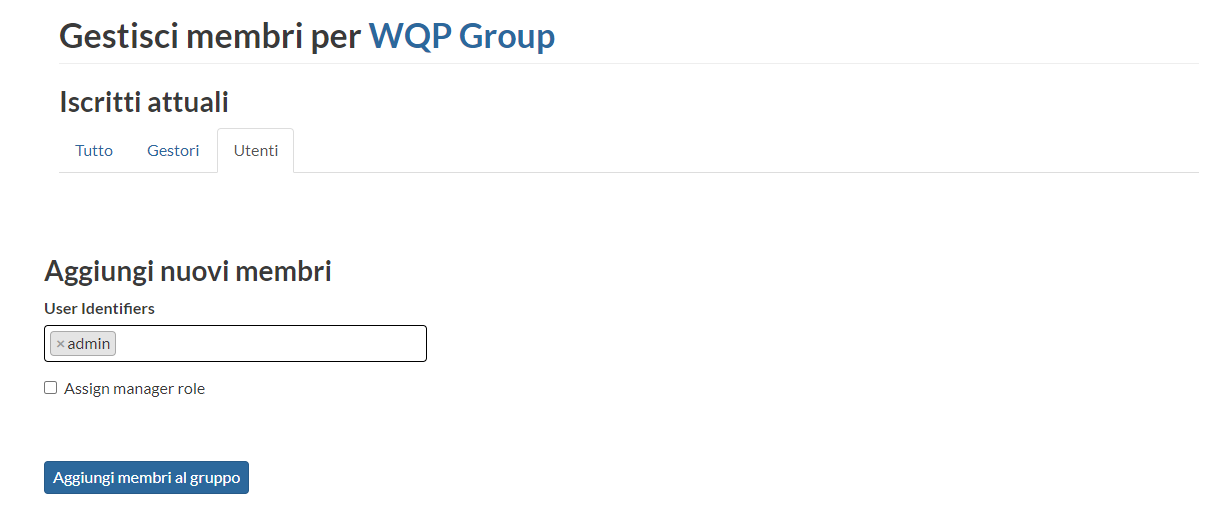 Gestisci membri per WQP Group
Iscritti attuali
Tutto Gestori Utenti
Aggiungi nuovi membri
User Identifiers
×admin
Assign manager role
Aggiungi membri al gruppo